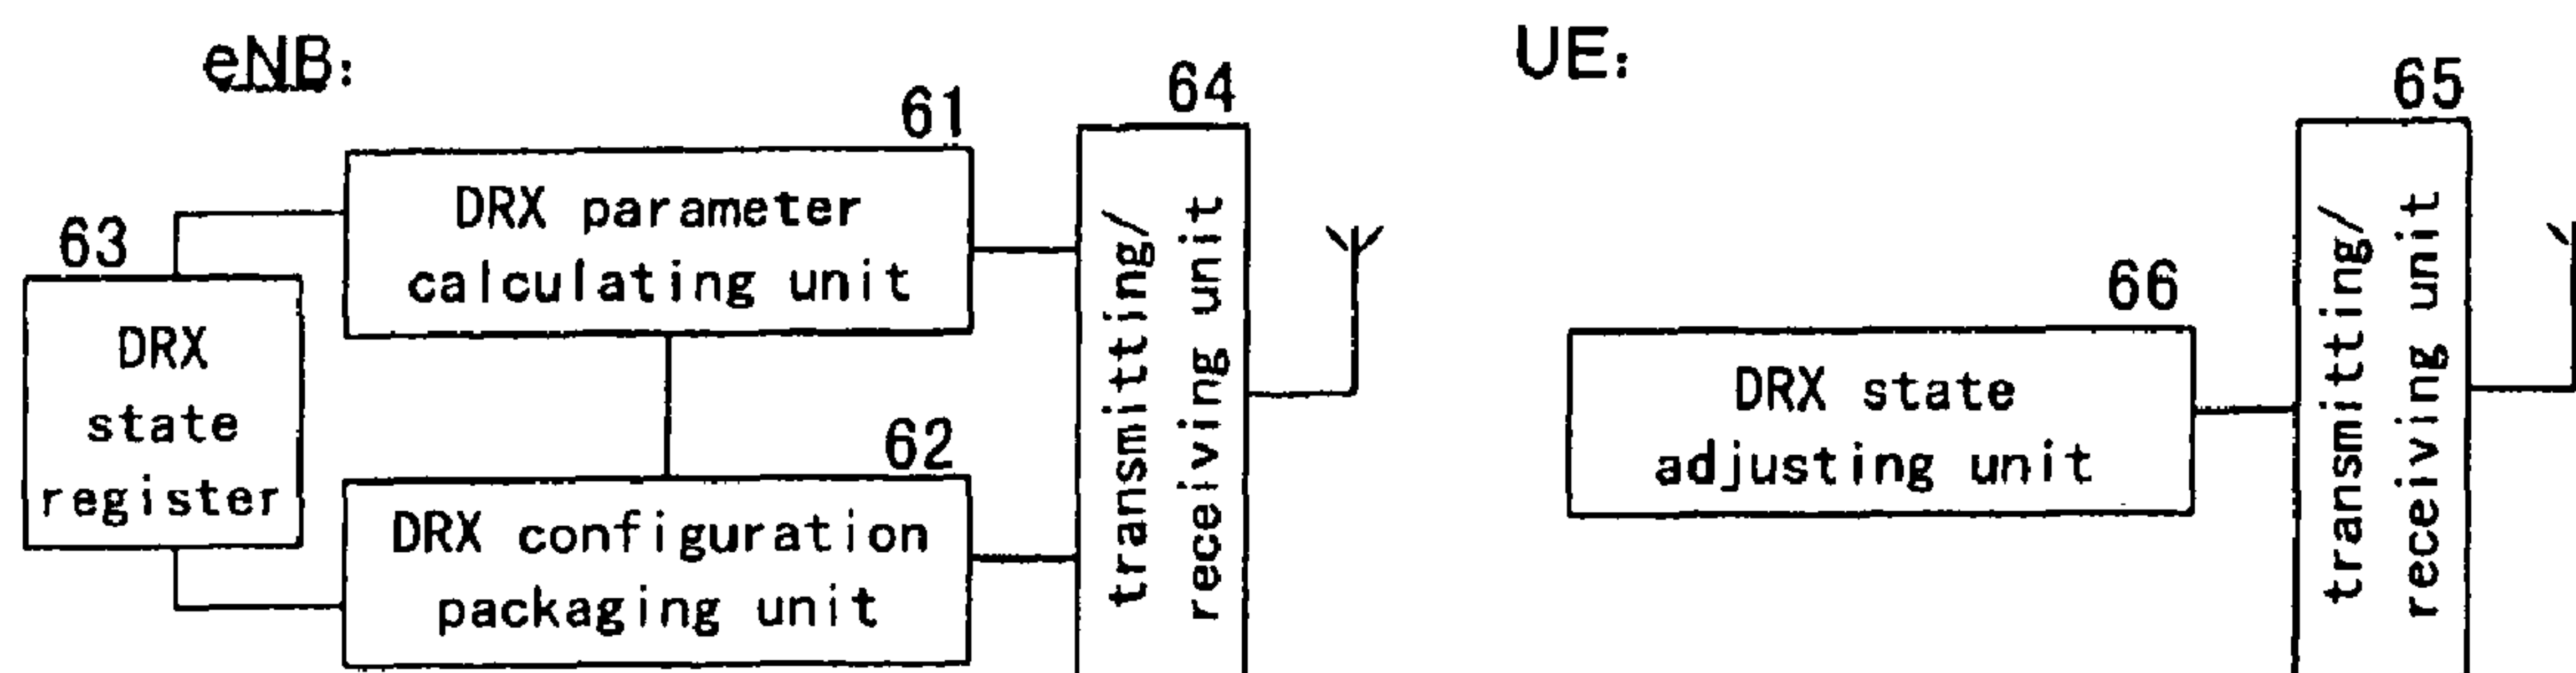 eNB:
61
DRX parameter
calculating unit
63
DRX
state
register
62
DRX configuration
packaging unit
64
transmitting/
receiving unit
UE:
66
DRX state
adjusting unit
65
transmitting/
receiving unit